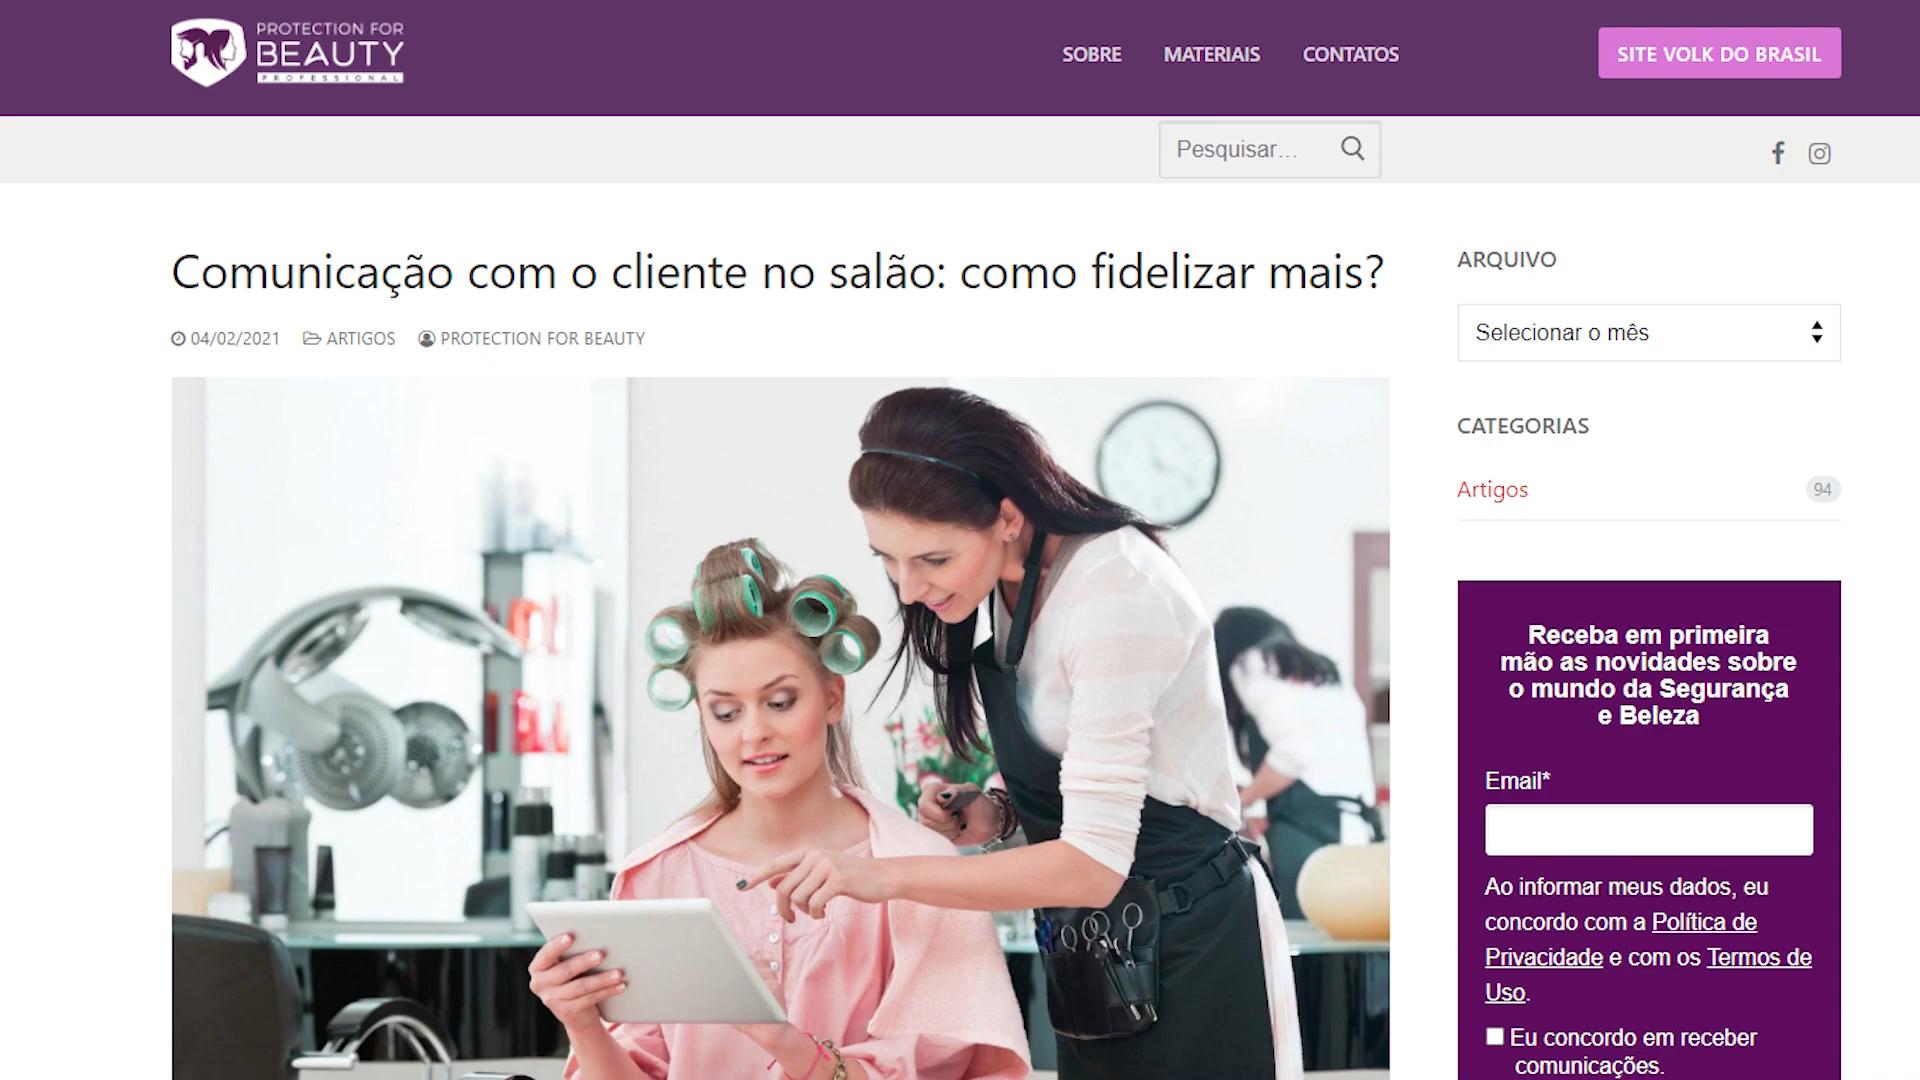 PROTECTION FOR
BEAUTY
PROFESSIONAL
SOBRE MATERIAIS CONTATOS
SITE VOLK DO BRASIL
Pesquisar...
Comunicação com o cliente no salão: como fidelizar mais?
04/02/2021 ARTIGOS PROTECTION FOR BEAUTY
ARQUIVO
Selecionar o mês
CATEGORIAS
Artigos 94
Receba em primeira
mão as novidades sobre
o mundo da Segurança
e Beleza
Email*
Ao informar meus dados, eu
concordo com a Política de
Privacidade e com os Termos de
Uso.
Eu concordo em receber
comunicações.